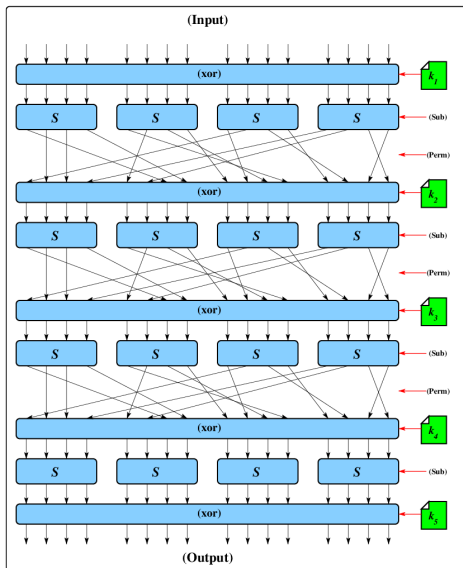 (Input)
(xor)
k₁
S S S S
(Sub)
(Perm)
(xor)
k₂
S S S S
(Sub)
(Perm)
(xor)
k₃
S S S S
(Sub)
(Perm)
(xor)
k₄
S S S S
(Sub)
(xor)
k₅
(Output)